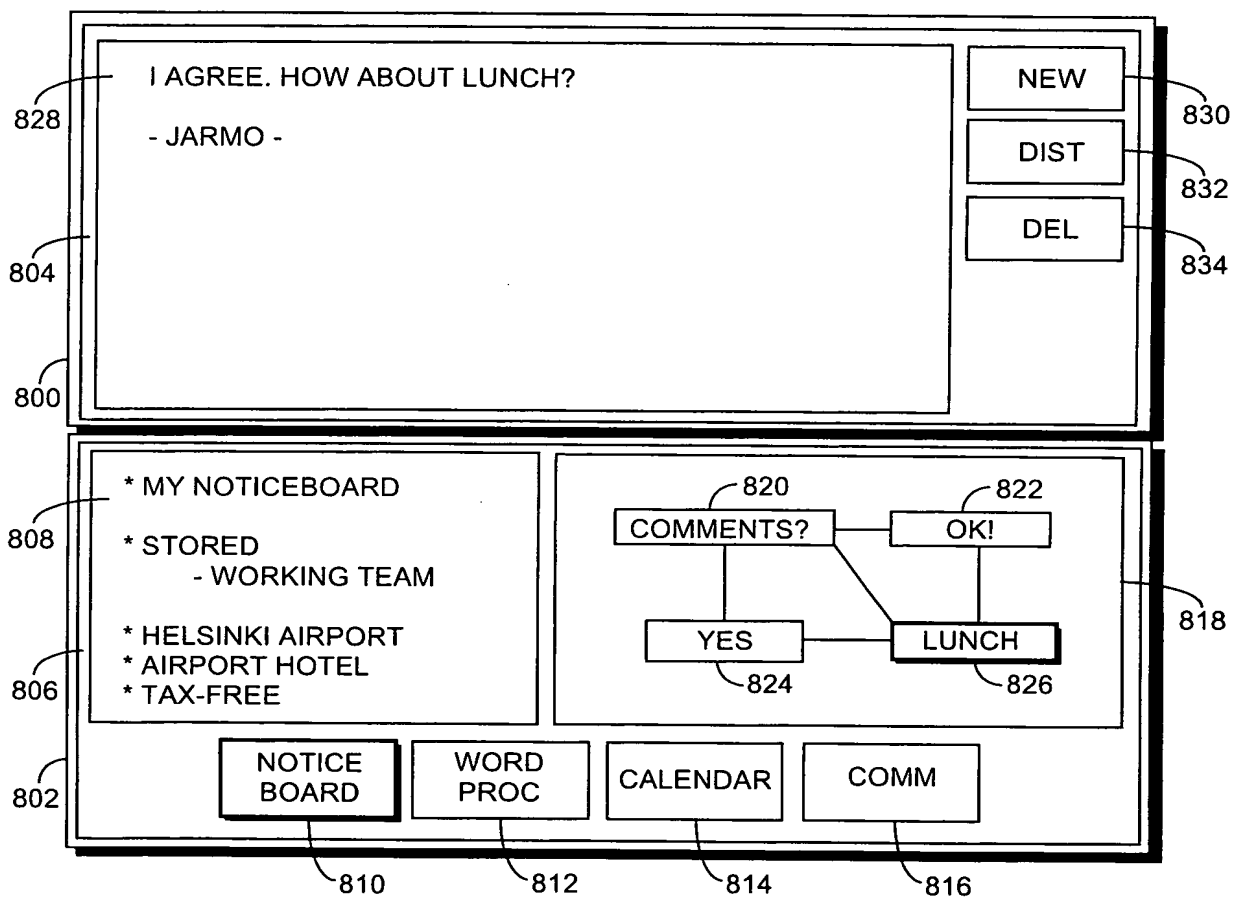 I AGREE. HOW ABOUT LUNCH?
- JARMO -
828
804
800
NEW
DIST
DEL
830
832
834
* MY NOTICEBOARD
* STORED
- WORKING TEAM
* HELSINKI AIRPORT
* AIRPORT HOTEL
* TAX-FREE
808
806
802
820
822
COMMENTS?
OK!
YES
LUNCH
824
826
818
NOTICE
BOARD
WORD
PROC
CALENDAR
COMM
810
812
814
816